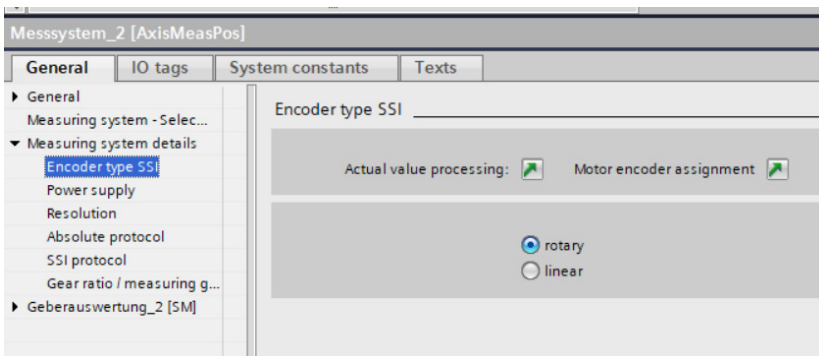 Messsystem_2 [AxisMeasPos]
General IO tags System constants Texts
General
Measuring system - Selec...
Measuring system details
Encoder type SSI
Power supply
Resolution
Absolute protocol
SSI protocol
Gear ratio / measuring g...
Geberauswertung_2 [SM]
Encoder type SSI
Actual value processing: Motor encoder assignment
rotary
linear